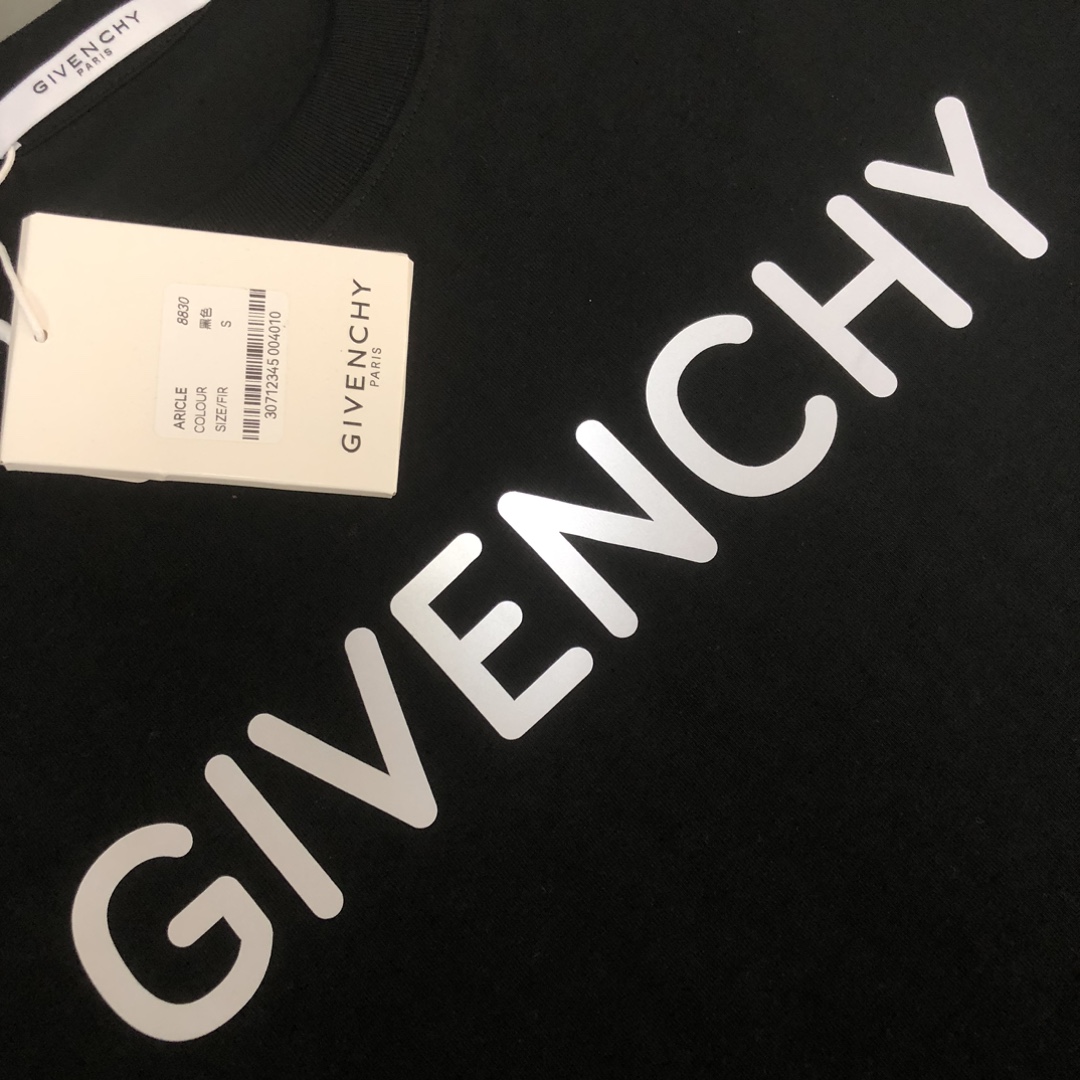 GIVENCHY
PARIS
ARICLE 8830
COLOUR 黑色
SIZE/FIR S
30712345 004010
GIVENCHY
PARIS
GIVENCHY